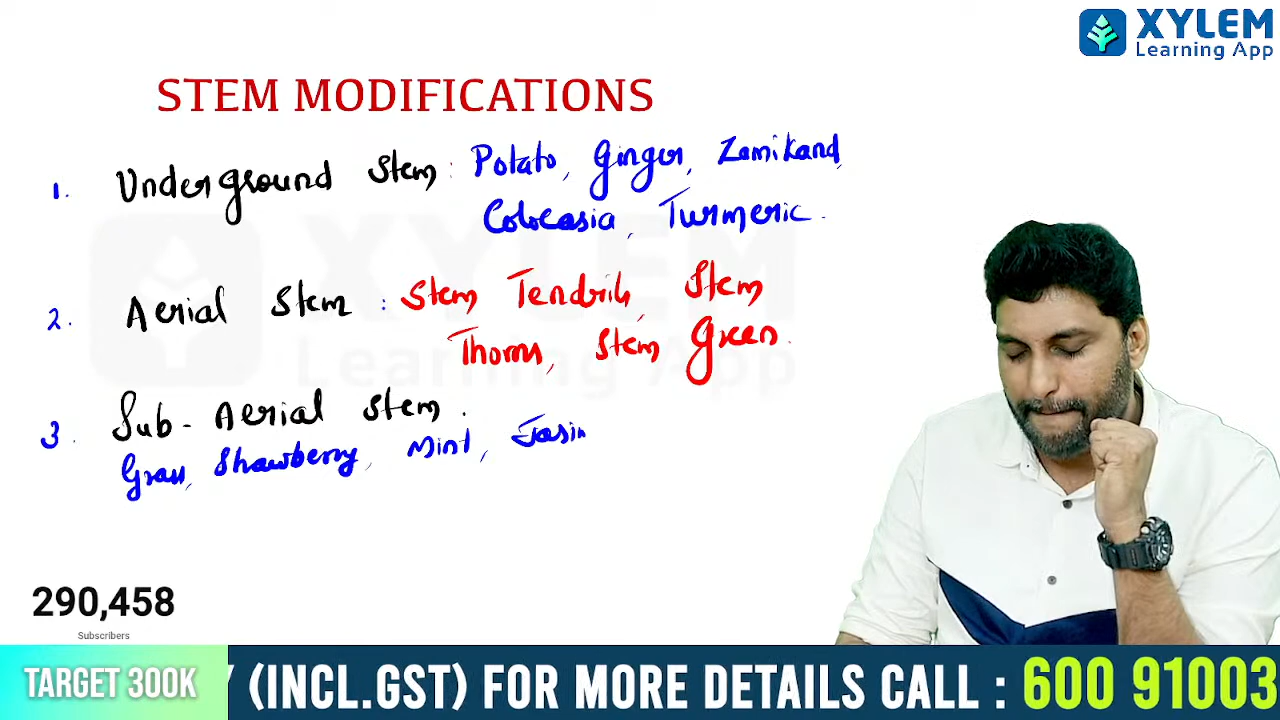 XYLEM
Learning App
STEM MODIFICATIONS
1. Underground Stem : Potato, Ginger, Zamikand,
Colocasia, Turmeric.
2. Aerial Stem : Stem Tendrils, Stem
Thorns, Stem Green.
3. Sub-Aerial Stem.
Grass, Strawberry, Mint, Jasin
290,458
Subscribers
TARGET 300K
(INCL.GST) FOR MORE DETAILS CALL : 600 91003